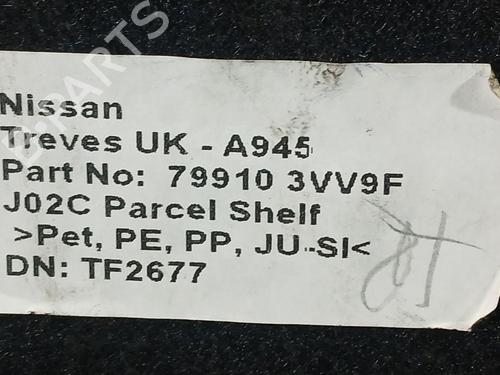 Nissan
Treves UK - A945
Part No: 79910 3VV9F
J02C Parcel Shelf
>Pet, PE, PP, JU-SI<
DN: TF2677